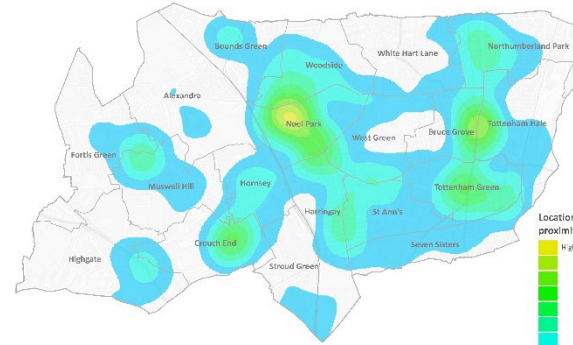 Bounds Green
Woodside
White Hart Lane
Northumberland Park
Alexandra
Noel Park
West Green
Bruce Grove
Tottenham Hale
Fortis Green
Muswell Hill
Hornsey
Tottenham Green
Harringay
St Ann's
Crouch End
Seven Sisters
Highgate
Stroud Green
Location
proximit
High